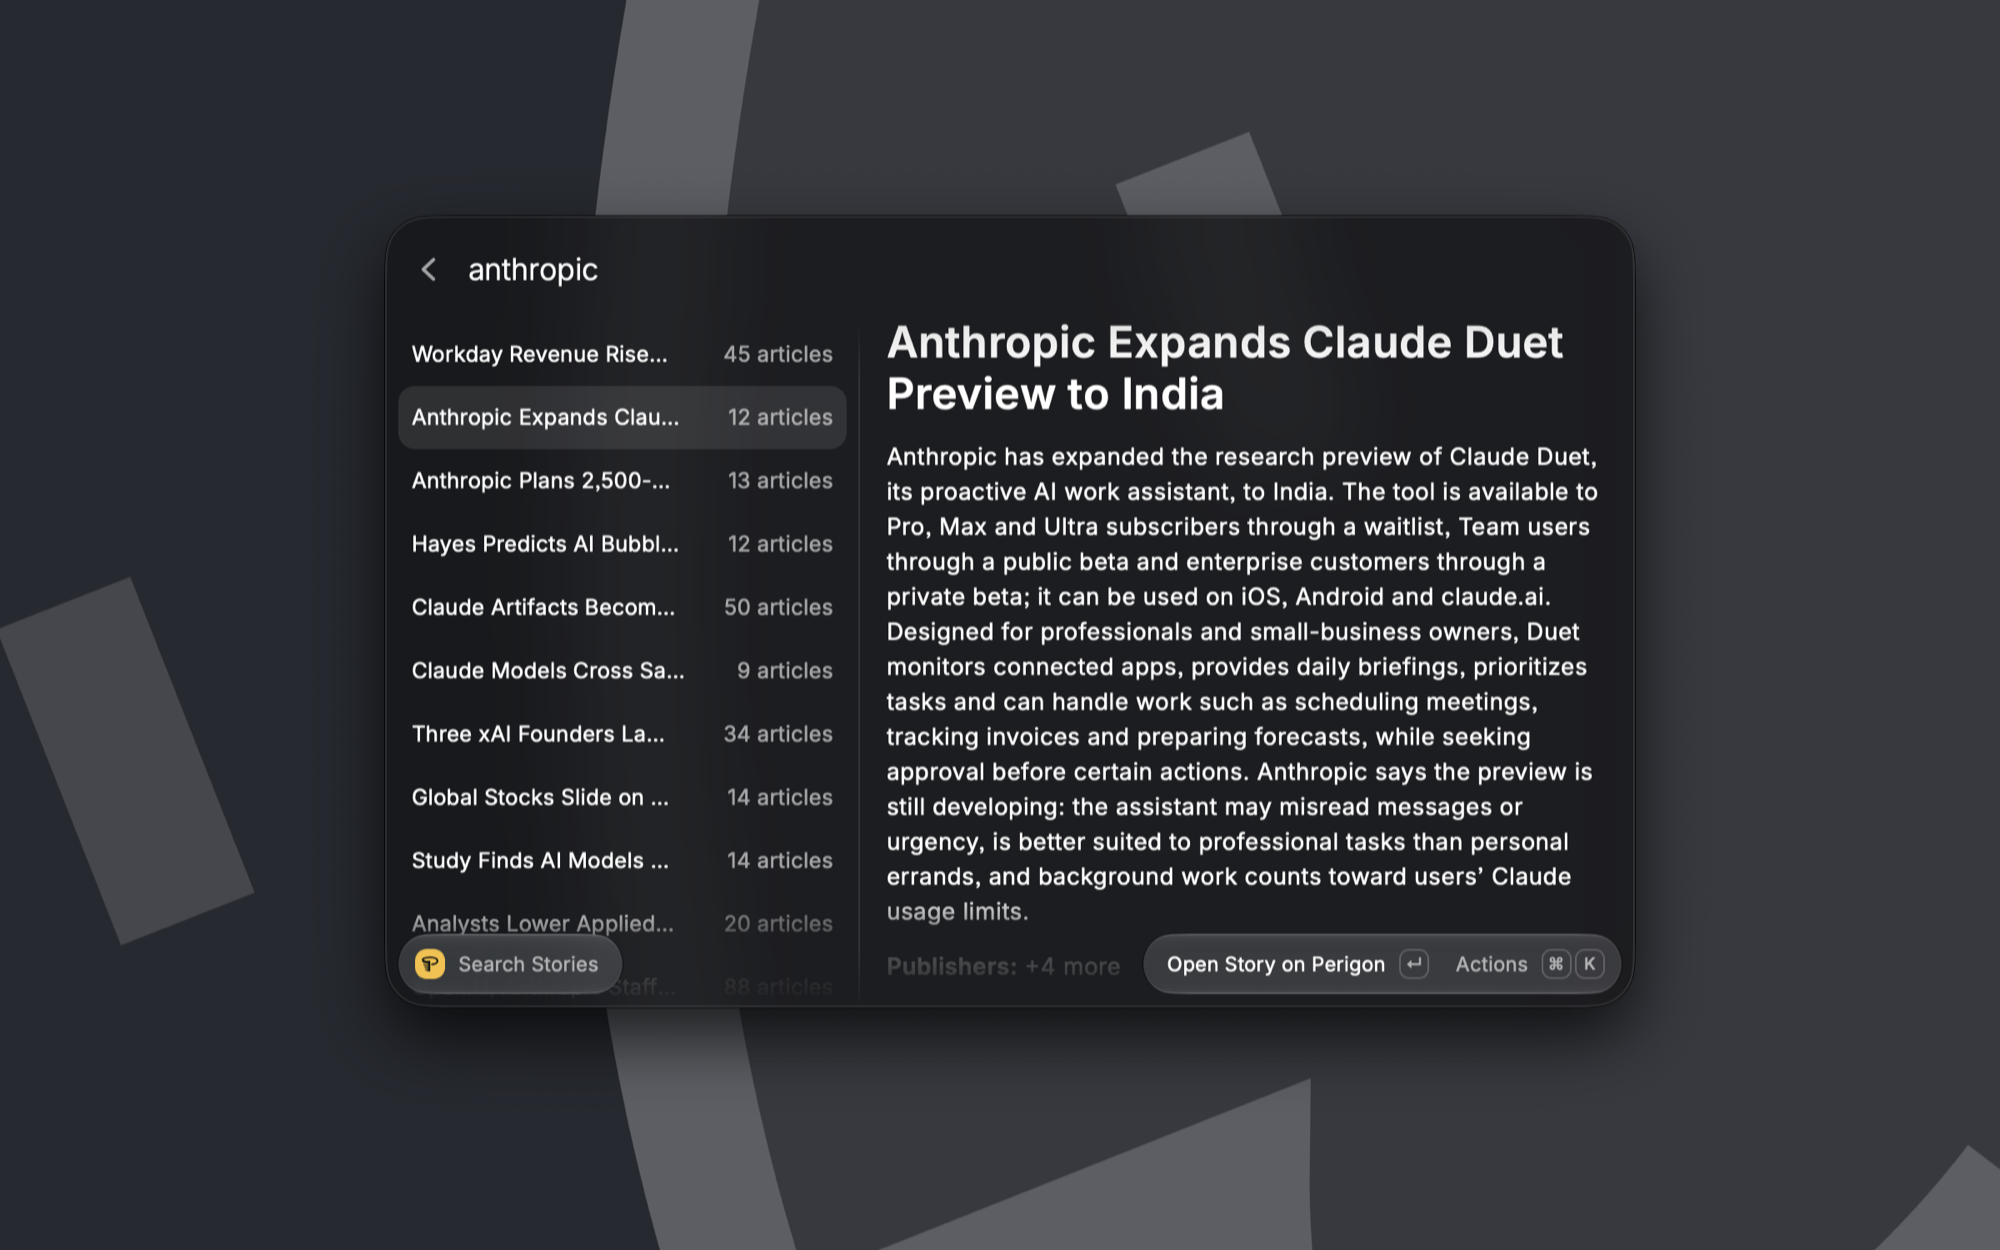 anthropic
Workday Revenue Rise... 45 articles
Anthropic Expands Clau... 12 articles
Anthropic Plans 2,500-... 13 articles
Hayes Predicts AI Bubbl... 12 articles
Claude Artifacts Becom... 50 articles
Claude Models Cross Sa... 9 articles
Three xAI Founders La... 34 articles
Global Stocks Slide on ... 14 articles
Study Finds AI Models ... 14 articles
Analysts Lower Applied... 20 articles
Staff... 88 articles
Search Stories
Anthropic Expands Claude Duet
Preview to India
Anthropic has expanded the research preview of Claude Duet,
its proactive AI work assistant, to India. The tool is available to
Pro, Max and Ultra subscribers through a waitlist, Team users
through a public beta and enterprise customers through a
private beta; it can be used on iOS, Android and claude.ai.
Designed for professionals and small-business owners, Duet
monitors connected apps, provides daily briefings, prioritizes
tasks and can handle work such as scheduling meetings,
tracking invoices and preparing forecasts, while seeking
approval before certain actions. Anthropic says the preview is
still developing: the assistant may misread messages or
urgency, is better suited to professional tasks than personal
errands, and background work counts toward users’ Claude
usage limits.
Publishers: +4 more
Open Story on Perigon ↵ Actions ⌘ K